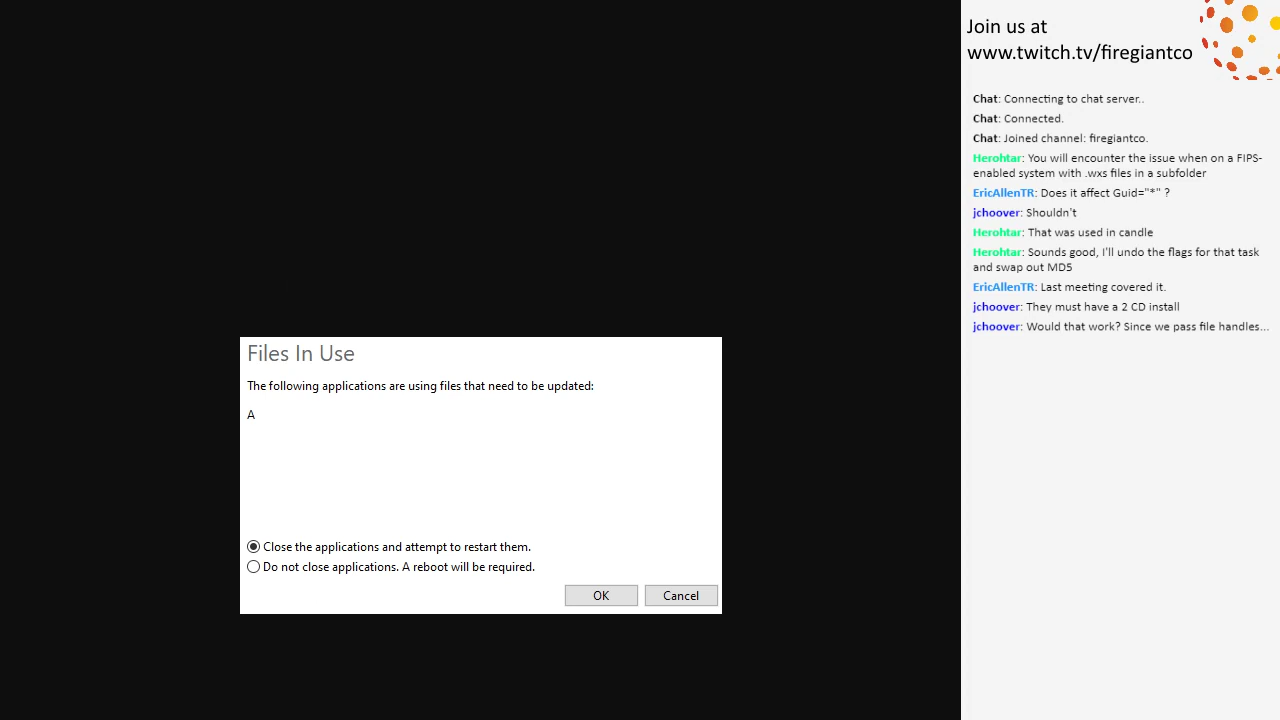 Files In Use
The following applications are using files that need to be updated:
A
Close the applications and attempt to restart them.
Do not close applications. A reboot will be required.
OK
Cancel
Join us at
www.twitch.tv/firegiantco
Chat: Connecting to chat server..
Chat: Connected.
Chat: Joined channel: firegiantco.
Herohtar: You will encounter the issue when on a FIPS-
enabled system with .wxs files in a subfolder
EricAllenTR: Does it affect Guid="*" ?
jchoover: Shouldn't
Herohtar: That was used in candle
Herohtar: Sounds good, I'll undo the flags for that task
and swap out MD5
EricAllenTR: Last meeting covered it.
jchoover: They must have a 2 CD install
jchoover: Would that work? Since we pass file handles...